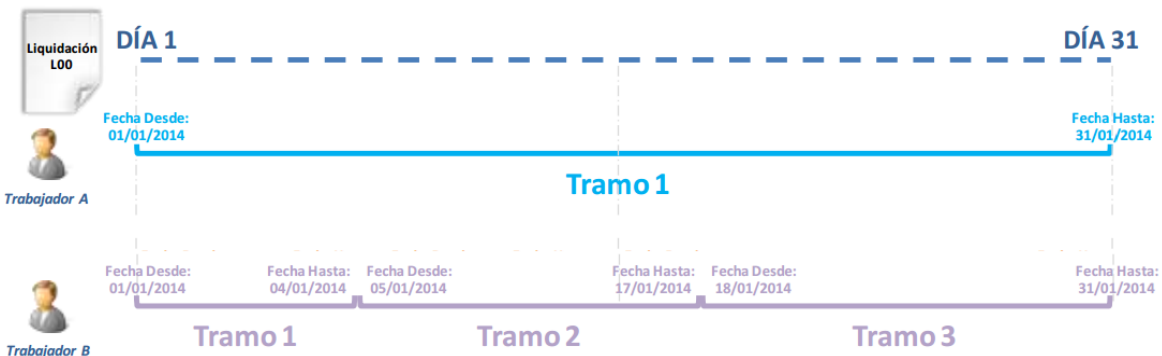 Liquidación
L00
DÍA 1
DÍA 31
Fecha Desde:
01/01/2014
Fecha Hasta:
31/01/2014
Tramo 1
Trabajador A
Fecha Desde:
01/01/2014
Fecha Hasta:
04/01/2014
Fecha Desde:
05/01/2014
Fecha Hasta:
17/01/2014
Fecha Desde:
18/01/2014
Fecha Hasta:
31/01/2014
Tramo 1
Tramo 2
Tramo 3
Trabajador B